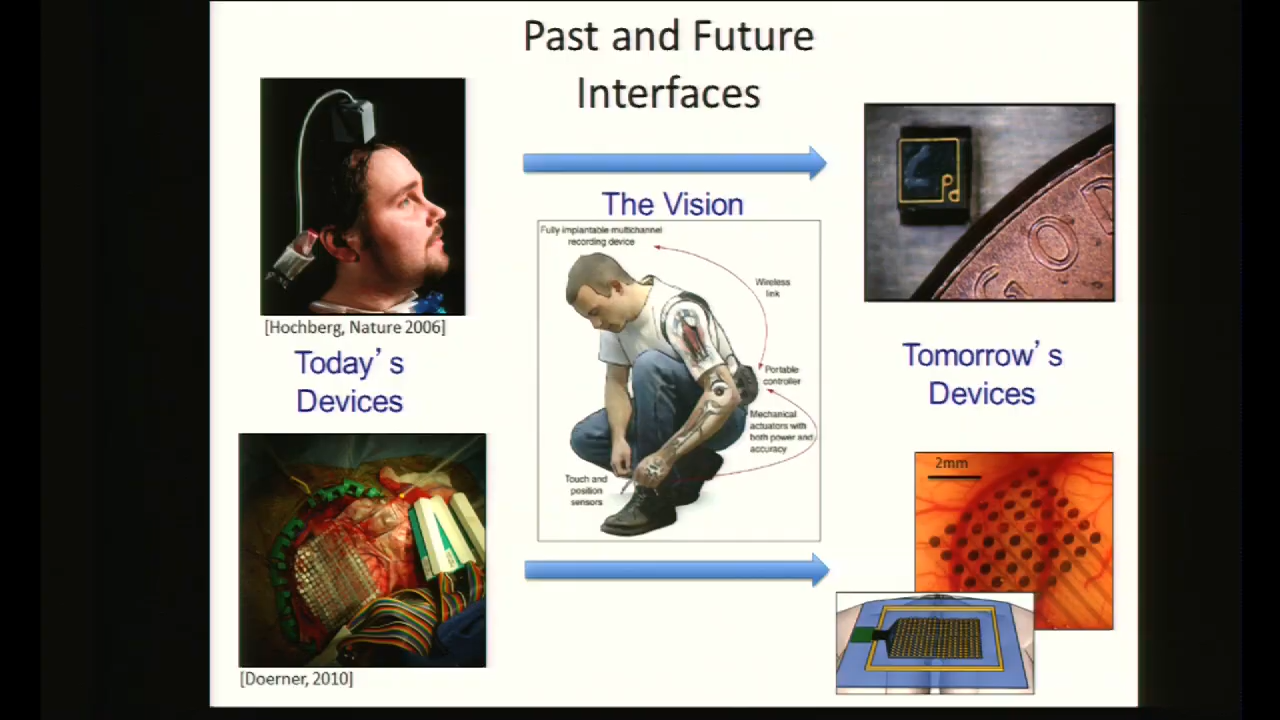 Past and Future
Interfaces
The Vision
Fully implantable multichannel
recording device
Wireless
link
Portable
controller
Mechanical
actuators with
both power and
accuracy
Touch and
position
sensors
[Hochberg, Nature 2006]
Today’s
Devices
[Doerner, 2010]
GOD
Tomorrow’s
Devices
2mm